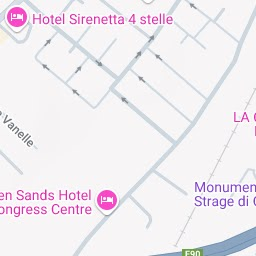 Hotel Sirenetta 4 stelle
Vanelle
LA
en Sands Hotel
ongress Centre
Monumen
Strage di
E90